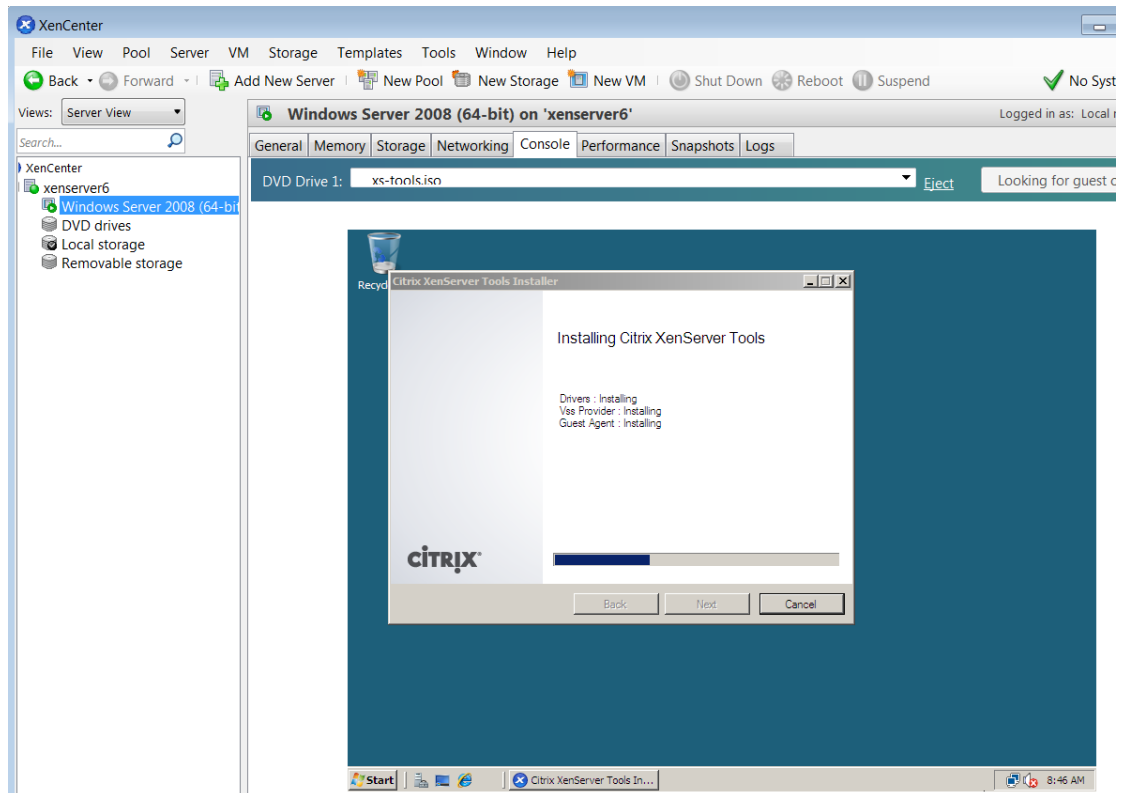 XenCenter
File View Pool Server VM Storage Templates Tools Window Help
Back Forward Add New Server New Pool New Storage New VM Shut Down Reboot Suspend No Syst
Views: Server View
Windows Server 2008 (64-bit) on 'xenserver6'
Logged in as: Local r
Search...
General Memory Storage Networking Console Performance Snapshots Logs
XenCenter
xenserver6
Windows Server 2008 (64-bit
DVD drives
Local storage
Removable storage
DVD Drive 1: xs-tools.iso Eject Looking for guest c
Recyc
Citrix XenServer Tools Installer
Installing Citrix XenServer Tools
Drivers : Installing
Vss Provider : Installing
Guest Agent : Installing
CİTRỊX
Back Next Cancel
Start Citrix XenServer Tools In... 8:46 AM